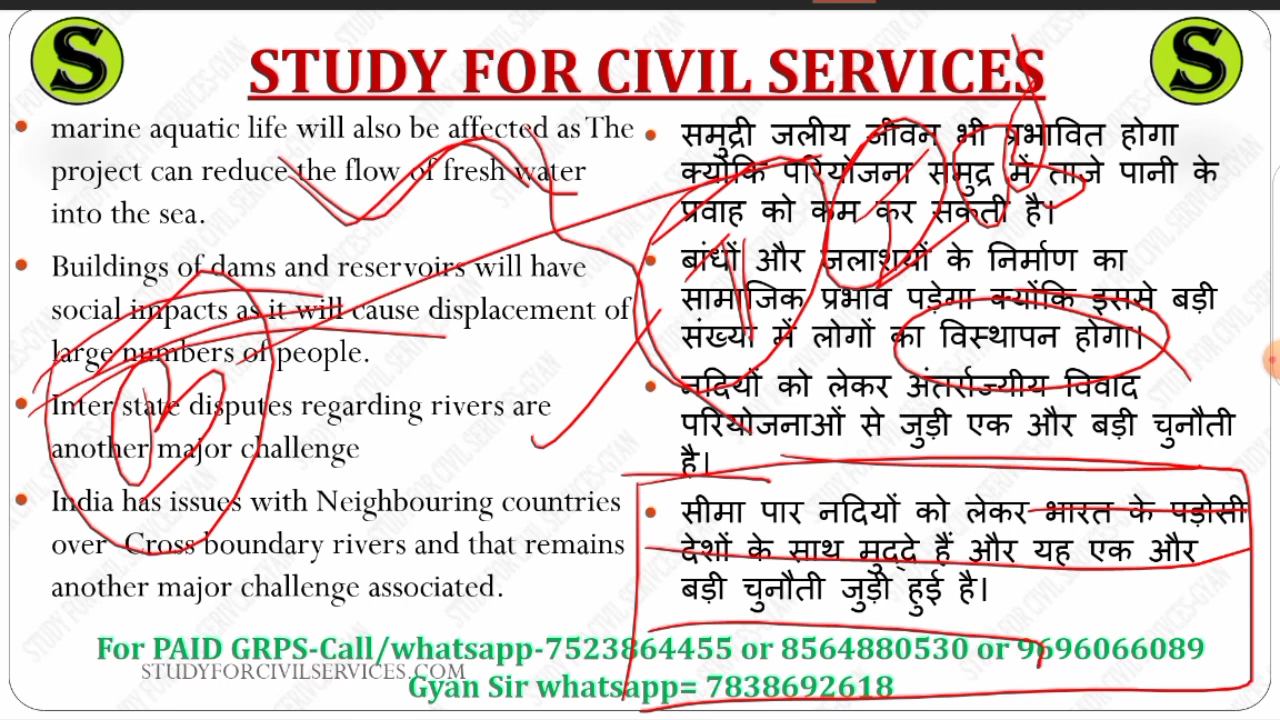 S
STUDY FOR CIVIL SERVICES
S
marine aquatic life will also be affected as The
project can reduce the flow of fresh water
into the sea.
Buildings of dams and reservoirs will have
social impacts as it will cause displacement of
large numbers of people.
Inter state disputes regarding rivers are
another major challenge
India has issues with Neighbouring countries
over Cross boundary rivers and that remains
another major challenge associated.
समुद्री जलीय जीवन भी प्रभावित होगा
क्योंकि परियोजना समुद्र में ताजे पानी के
प्रवाह को कम कर सकती है।
बांधों और जलाशयों के निर्माण का
सामाजिक प्रभाव पड़ेगा क्योंकि इससे बड़ी
संख्या में लोगों का विस्थापन होगा।
नदियों को लेकर अंतर्राज्यीय विवाद
परियोजनाओं से जुड़ी एक और बड़ी चुनौती
है।
सीमा पार नदियों को लेकर भारत के पड़ोसी
देशों के साथ मुद्दे हैं और यह एक और
बड़ी चुनौती जुड़ी हुई है।
For PAID GRPS-Call/whatsapp-7523864455 or 8564880530 or 9696066089
STUDYFORCIVILSERVICES.COM
Gyan Sir whatsapp= 7838692618